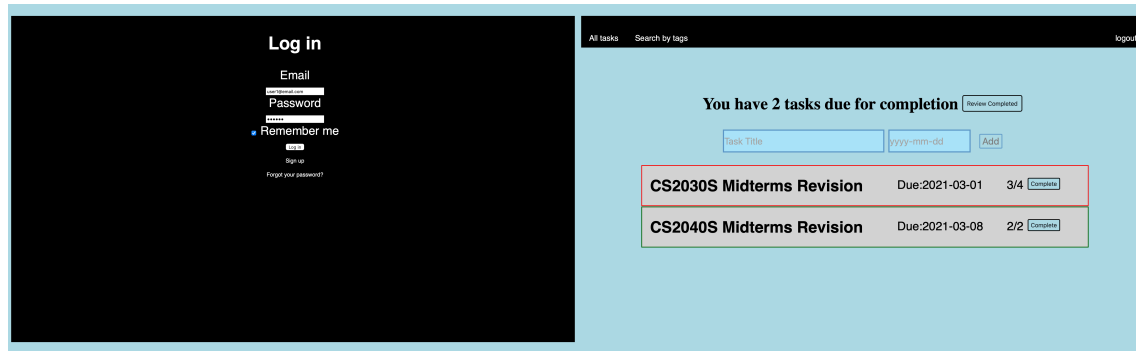 Log in
Email
user1@email.com
Password
••••••
Remember me
Log in
Sign up
Forgot your password?
All tasks Search by tags logout
You have 2 tasks due for completion Review Completed
Task Title yyyy-mm-dd Add
CS2030S Midterms Revision Due:2021-03-01 3/4 Complete
CS2040S Midterms Revision Due:2021-03-08 2/2 Complete